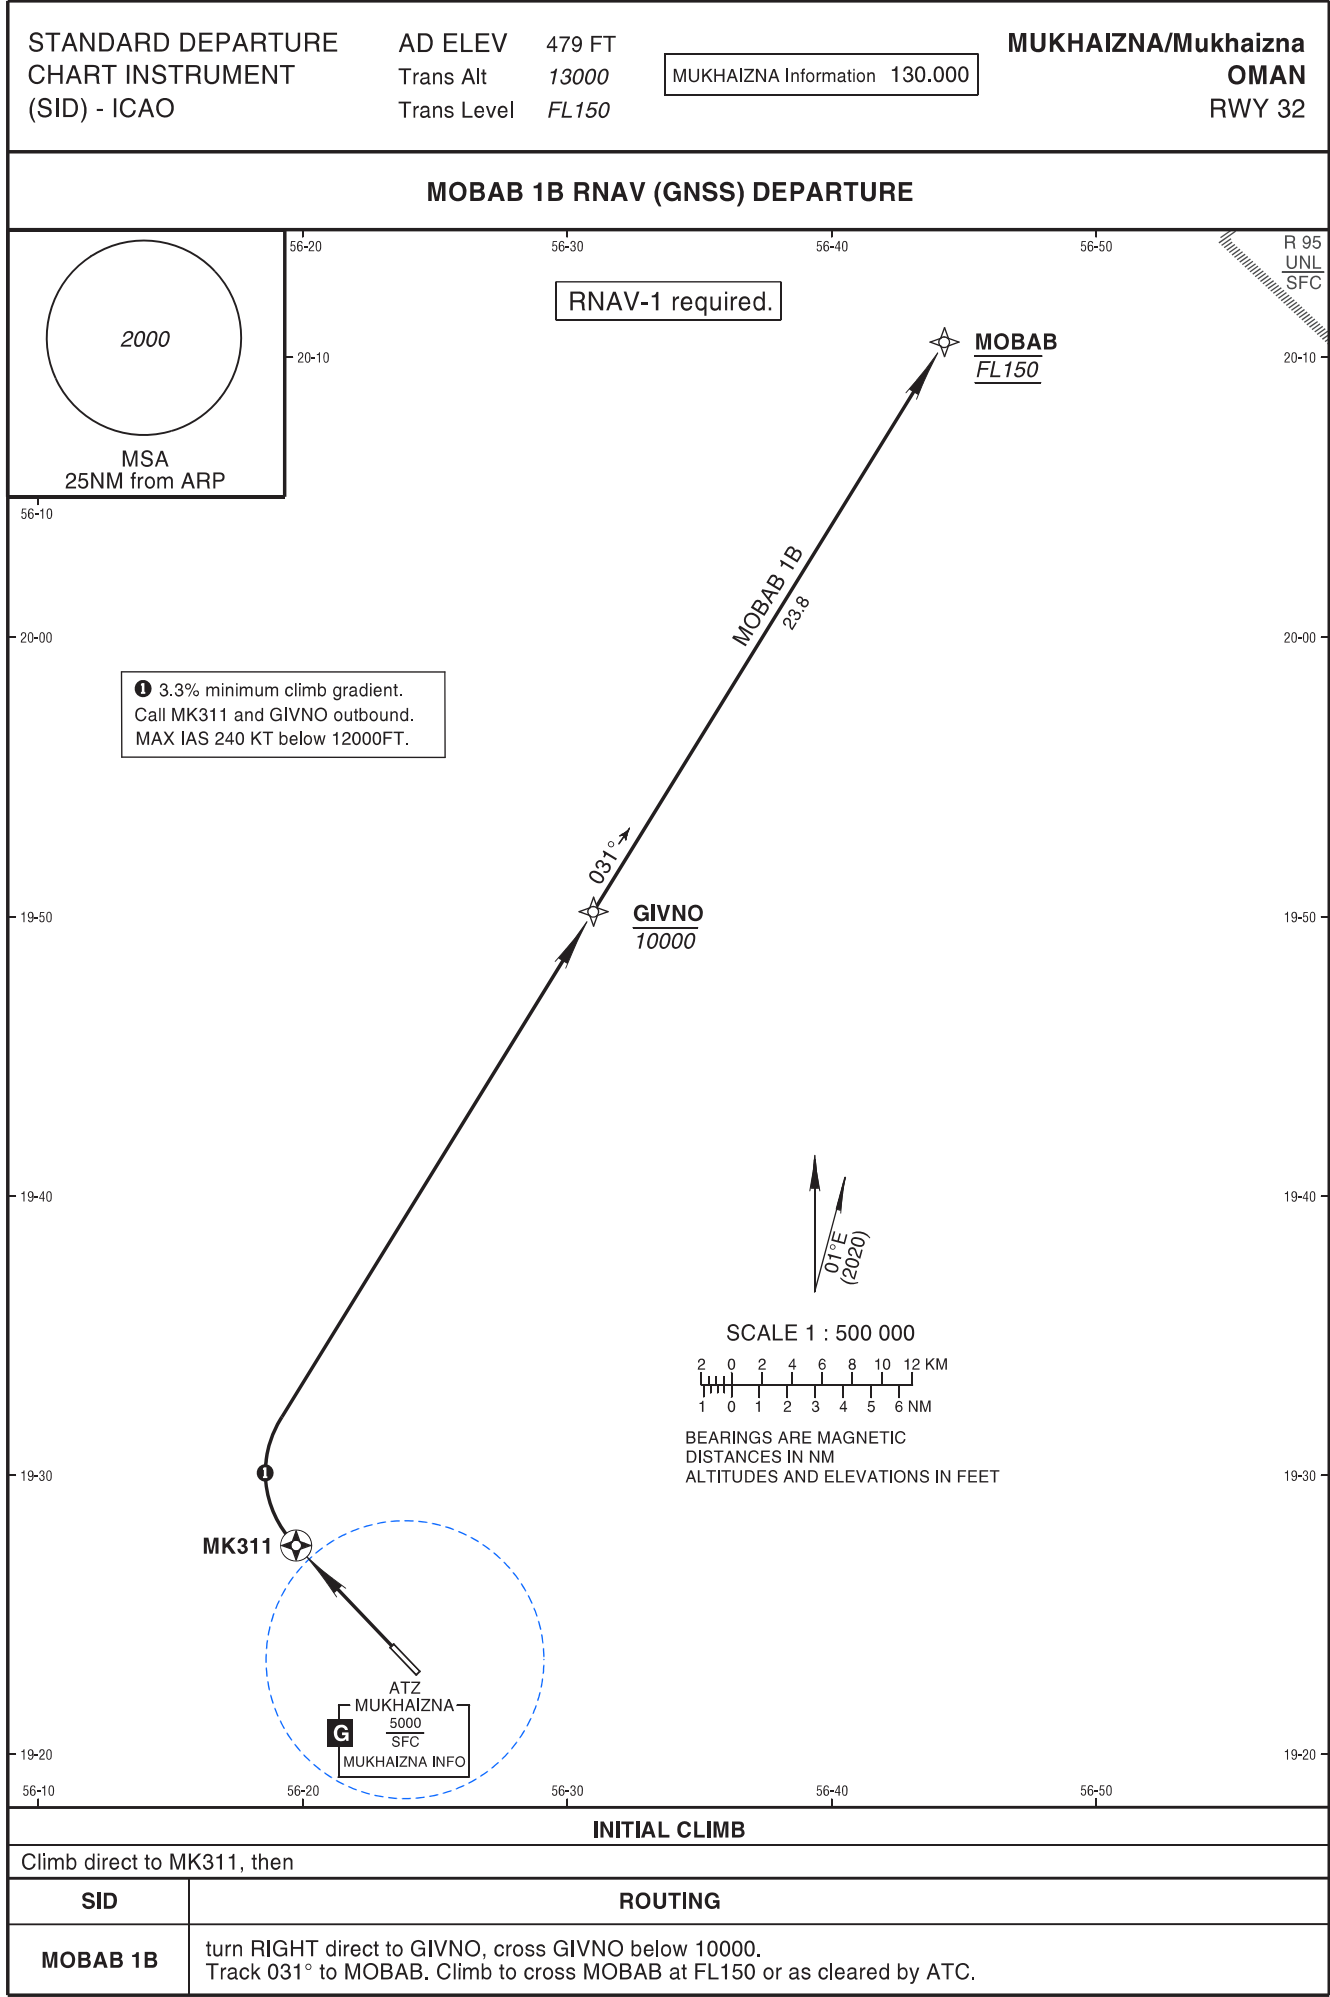 STANDARD DEPARTURE
CHART INSTRUMENT
(SID) - ICAO
AD ELEV 479 FT
Trans Alt 13000
Trans Level FL150
MUKHAIZNA Information 130.000
MUKHAIZNA/Mukhaizna
OMAN
RWY 32
MOBAB 1B RNAV (GNSS) DEPARTURE
56-20
56-30
56-40
56-50
R 95
UNL
SFC
2000
MSA
25NM from ARP
RNAV-1 required.
20-10
MOBAB
FL150
20-10
56-10
MOBAB 1B
23.8
20-00
20-00
❶ 3.3% minimum climb gradient.
Call MK311 and GIVNO outbound.
MAX IAS 240 KT below 12000FT.
031°
19-50
GIVNO
10000
19-50
19-40
19-40
01°E
(2020)
SCALE 1 : 500 000
2 0 2 4 6 8 10 12 KM
1 0 1 2 3 4 5 6 NM
BEARINGS ARE MAGNETIC
DISTANCES IN NM
ALTITUDES AND ELEVATIONS IN FEET
19-30
❶
19-30
MK311
ATZ
MUKHAIZNA
5000
SFC
G
MUKHAIZNA INFO
19-20
19-20
56-10
56-20
56-30
56-40
56-50
INITIAL CLIMB
Climb direct to MK311, then
SID
ROUTING
MOBAB 1B
turn RIGHT direct to GIVNO, cross GIVNO below 10000.
Track 031° to MOBAB. Climb to cross MOBAB at FL150 or as cleared by ATC.